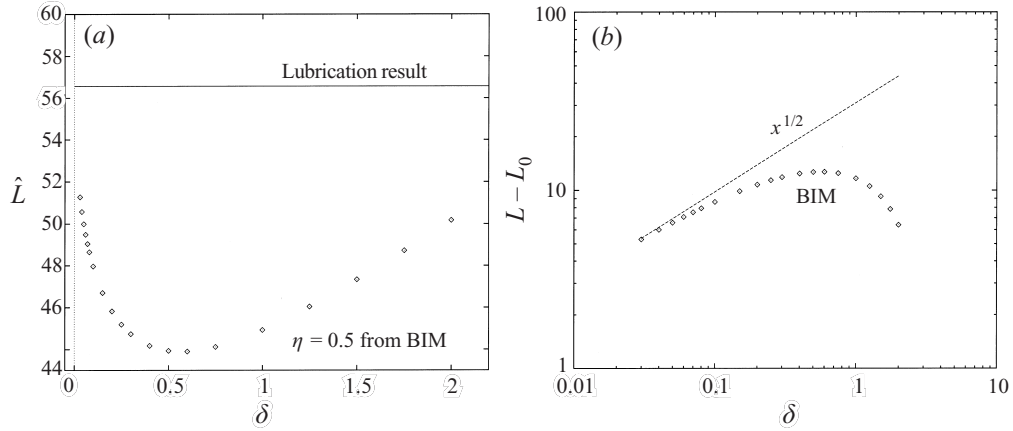 (a)
60
58
56
54
52
50
48
46
44
L̂
Lubrication result
η = 0.5 from BIM
0
0.5
1
1.5
2
δ
(b)
100
10
1
L – L₀
x^{1/2}
BIM
0.01
0.1
1
10
δ